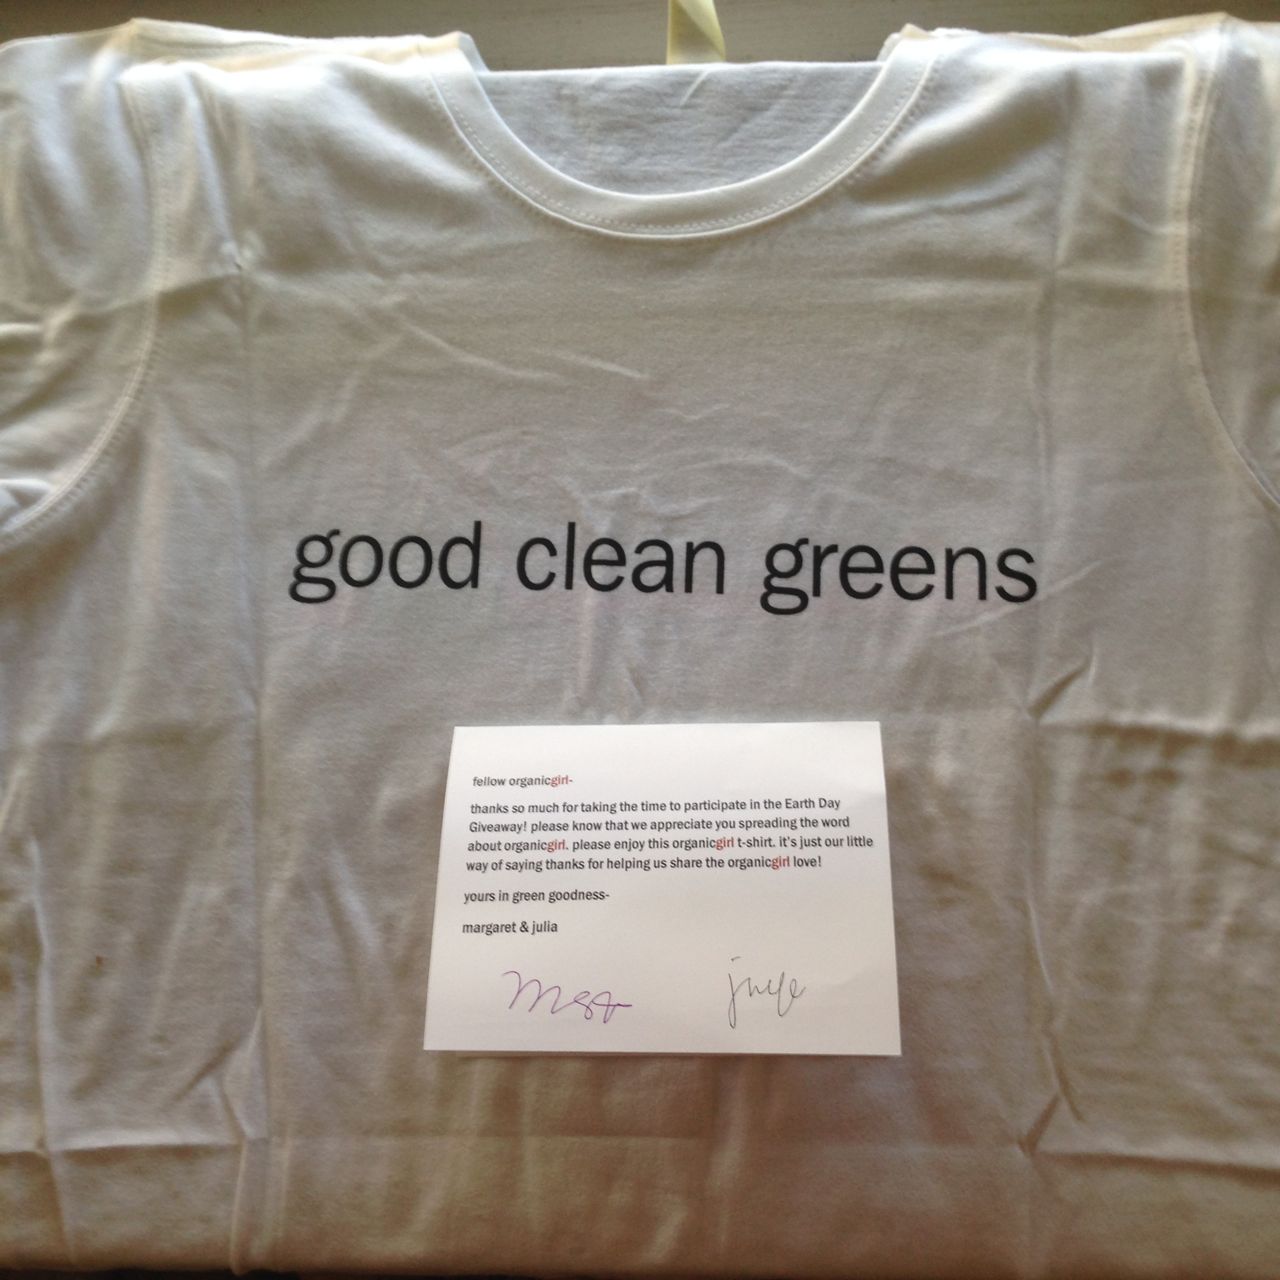 good clean greens
fellow organicgirl-
thanks so much for taking the time to participate in the Earth Day
Giveaway! please know that we appreciate you spreading the word
about organicgirl. please enjoy this organicgirl t-shirt. it's just our little
way of saying thanks for helping us share the organicgirl love!
yours in green goodness-
margaret & julia